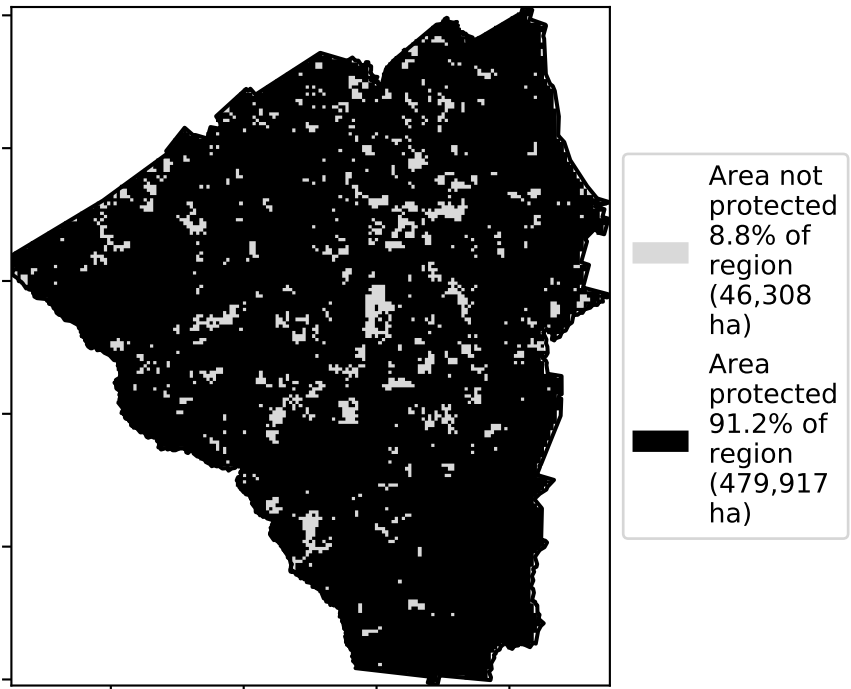 Area not
protected
8.8% of
region
(46,308
ha)
Area
protected
91.2% of
region
(479,917
ha)